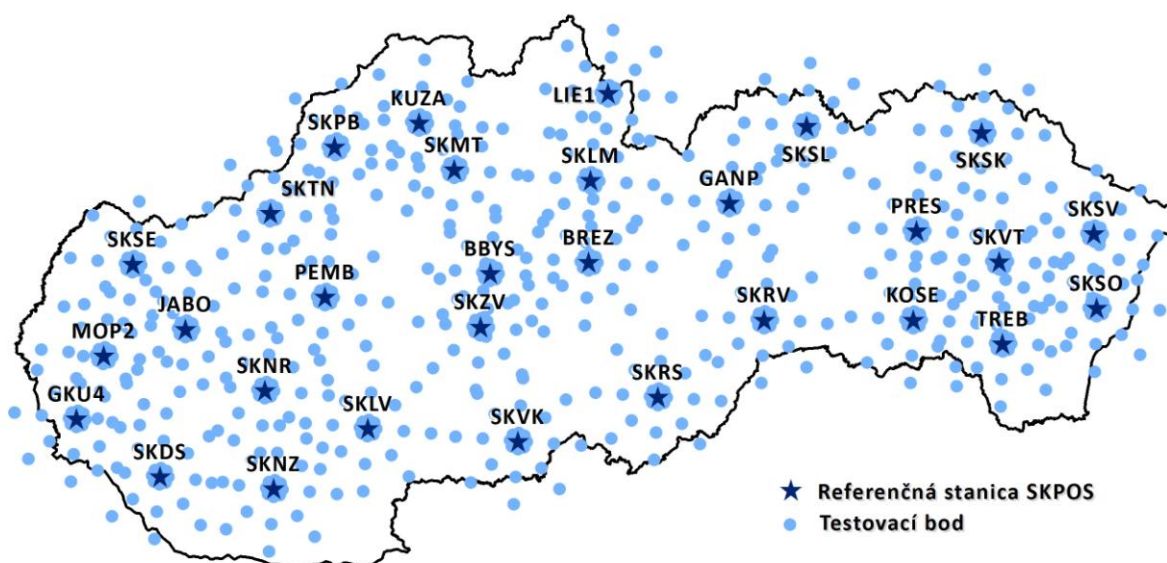 LIE1
KUZA
SKPB
SKMT
SKSL
SKSK
SKLM
GANP
SKTN
PRES
SKSV
SKSE
BBYS
BREZ
SKVT
PEMB
SKZV
SKRV
KOSE
SKSO
JABO
TREB
MOP2
SKNR
SKRS
GKU4
SKLV
SKVK
SKDS
SKNZ
Referenčná stanica SKPOS
Testovací bod